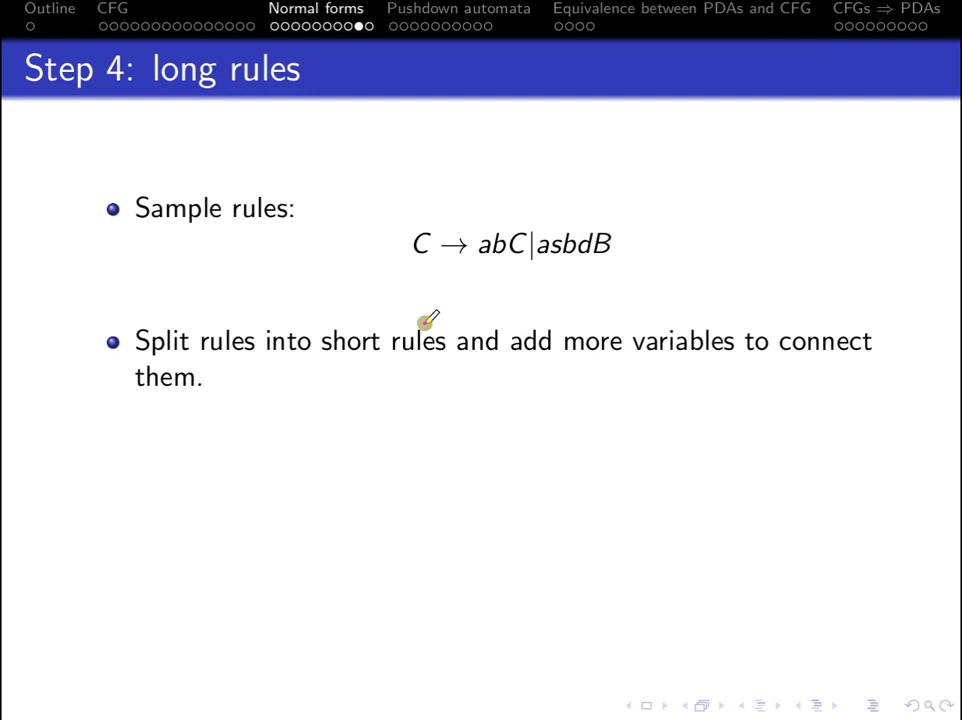 Outline CFG Normal forms Pushdown automata Equivalence between PDAs and CFG CFGs ⇒ PDAs
Step 4: long rules
Sample rules:
C → abC|asbdB
Split rules into short rules and add more variables to connect
them.